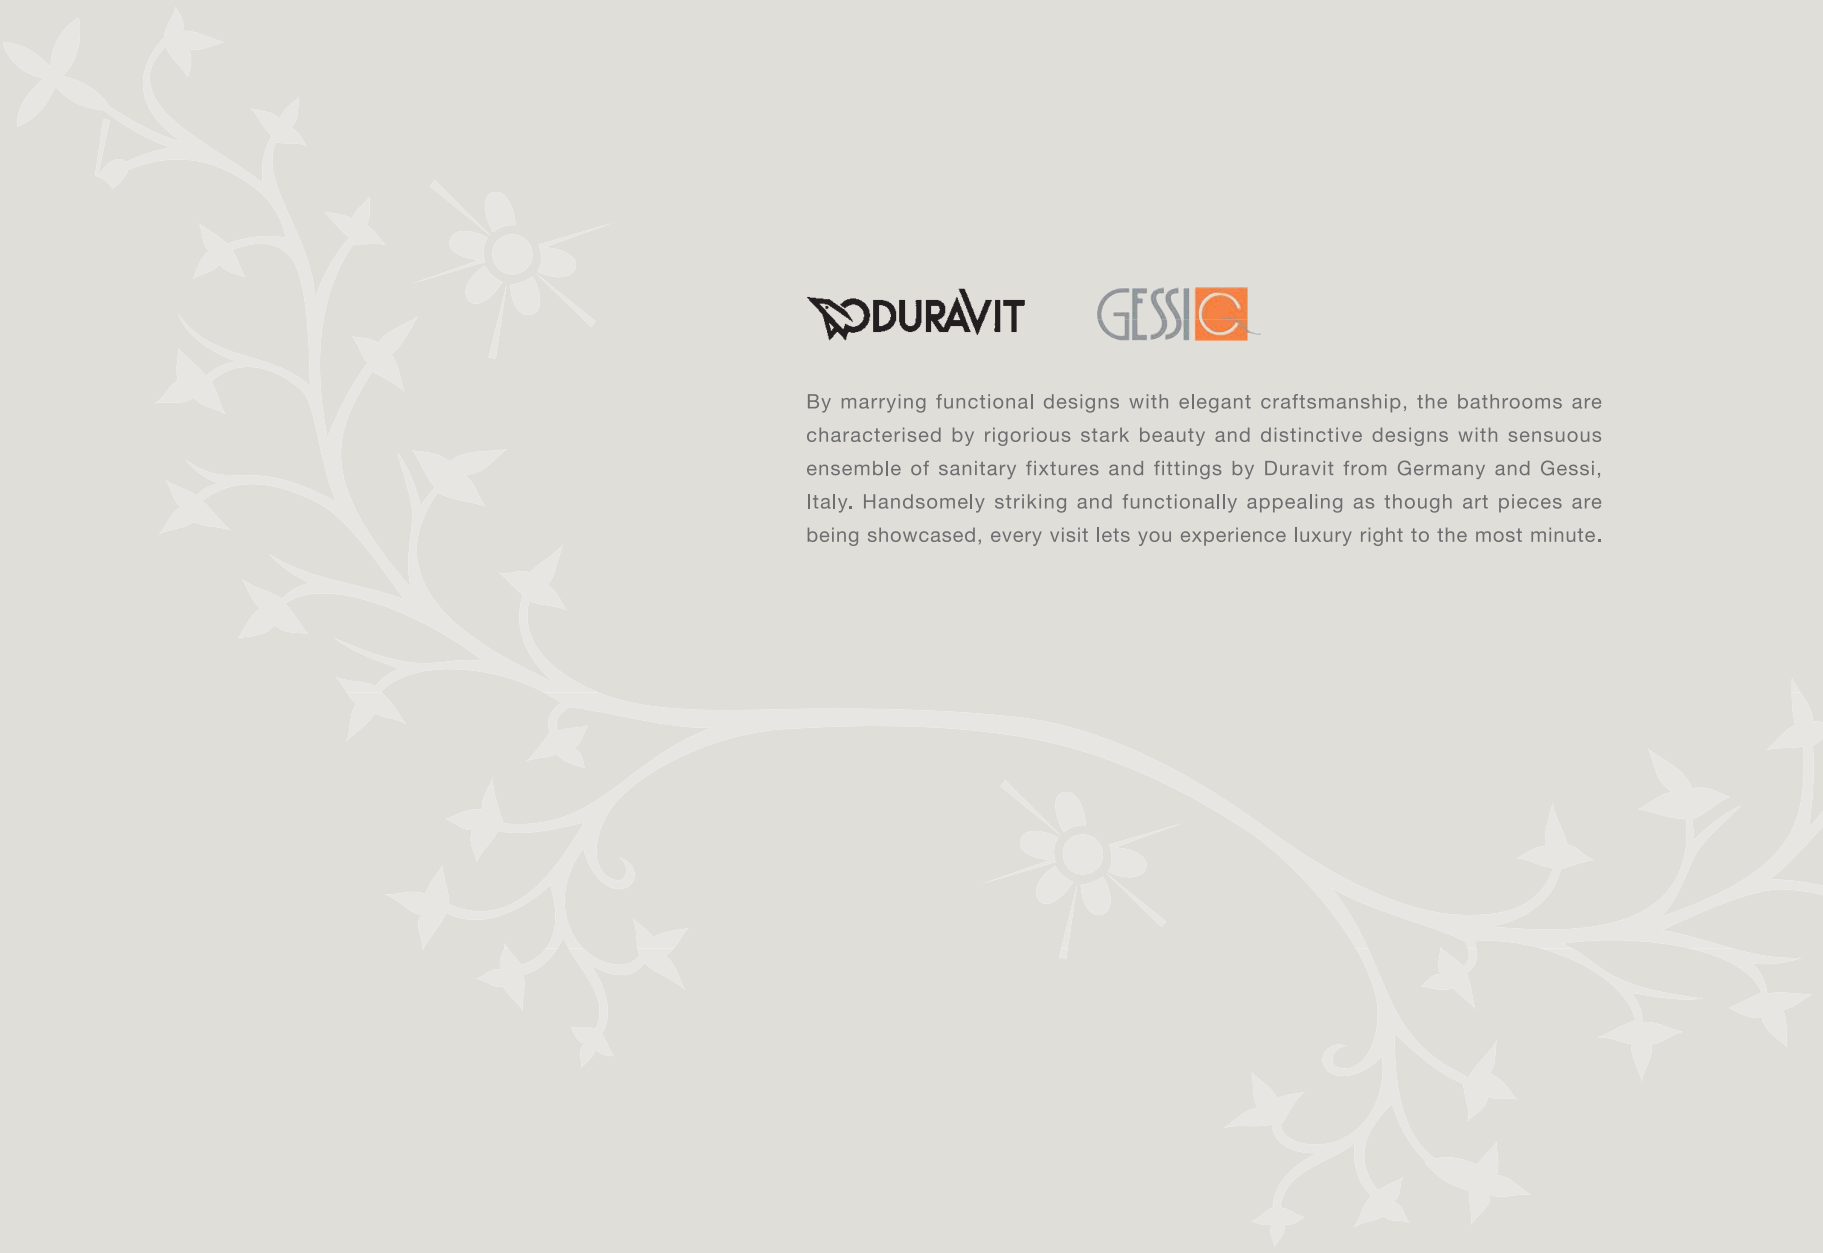 DURAVIT GESSI G
By marrying functional designs with elegant craftsmanship, the bathrooms are
characterised by rigorious stark beauty and distinctive designs with sensuous
ensemble of sanitary fixtures and fittings by Duravit from Germany and Gessi,
Italy. Handsomely striking and functionally appealing as though art pieces are
being showcased, every visit lets you experience luxury right to the most minute.